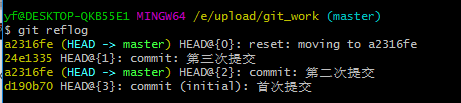 yf@DESKTOP-QKB55E1 MINGW64 /e/upload/git_work (master)
$ git reflog
a2316fe (HEAD -> master) HEAD@{0}: reset: moving to a2316fe
24e1335 HEAD@{1}: commit: 第三次提交
a2316fe (HEAD -> master) HEAD@{2}: commit: 第二次提交
d190b70 HEAD@{3}: commit (initial): 首次提交